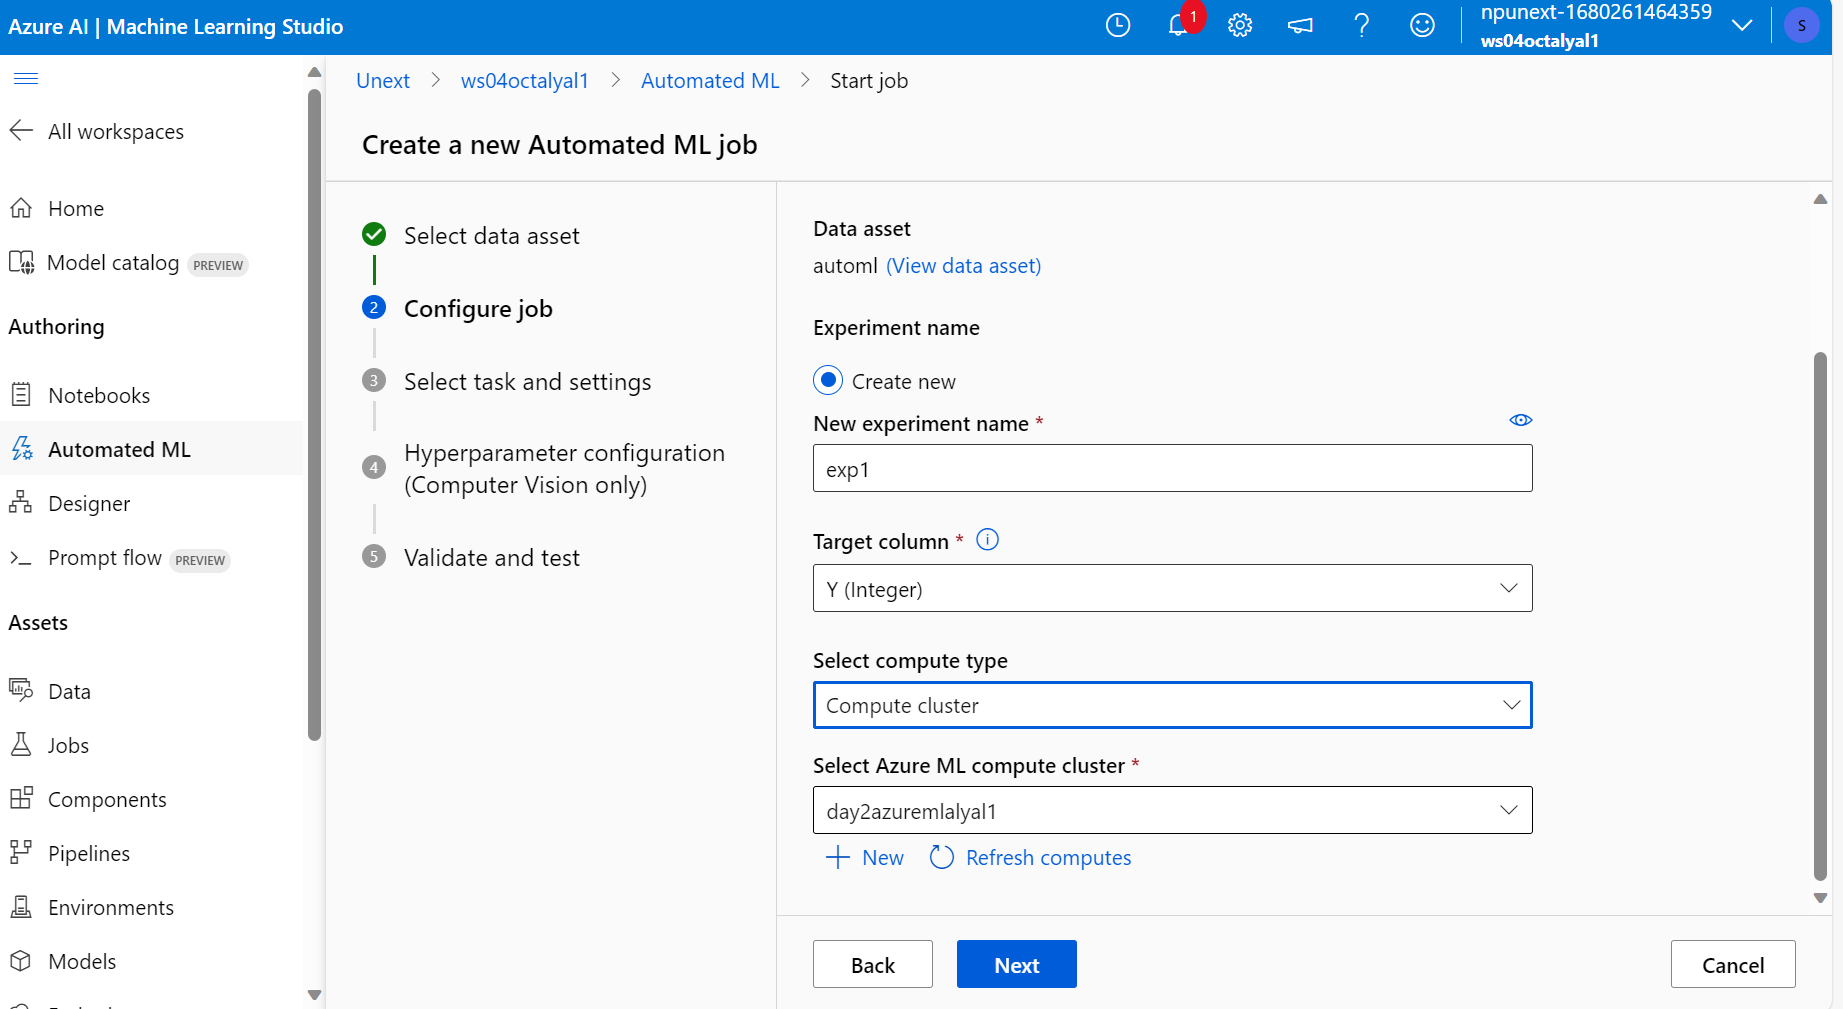 Azure AI | Machine Learning Studio
1
npunext-1680261464359
ws04octalyal1
S
All workspaces
Home
Model catalog PREVIEW
Authoring
Notebooks
Automated ML
Designer
Prompt flow PREVIEW
Assets
Data
Jobs
Components
Pipelines
Environments
Models
Unext > ws04octalyal1 > Automated ML > Start job
Create a new Automated ML job
Select data asset
2 Configure job
3 Select task and settings
4 Hyperparameter configuration
(Computer Vision only)
5 Validate and test
Data asset
automl (View data asset)
Experiment name
Create new
New experiment name *
exp1
Target column *
Y (Integer)
Select compute type
Compute cluster
Select Azure ML compute cluster *
day2azuremlalyal1
New Refresh computes
Back Next Cancel